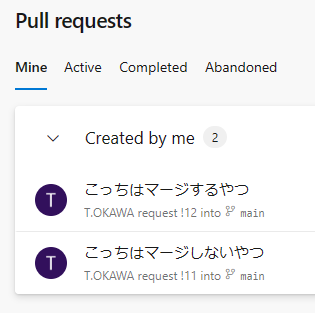 Pull requests
Mine Active Completed Abandoned
Created by me 2
T
こっちはマージするやつ
T.OKAWA request !12 into main
T
こっちはマージしないやつ
T.OKAWA request !11 into main